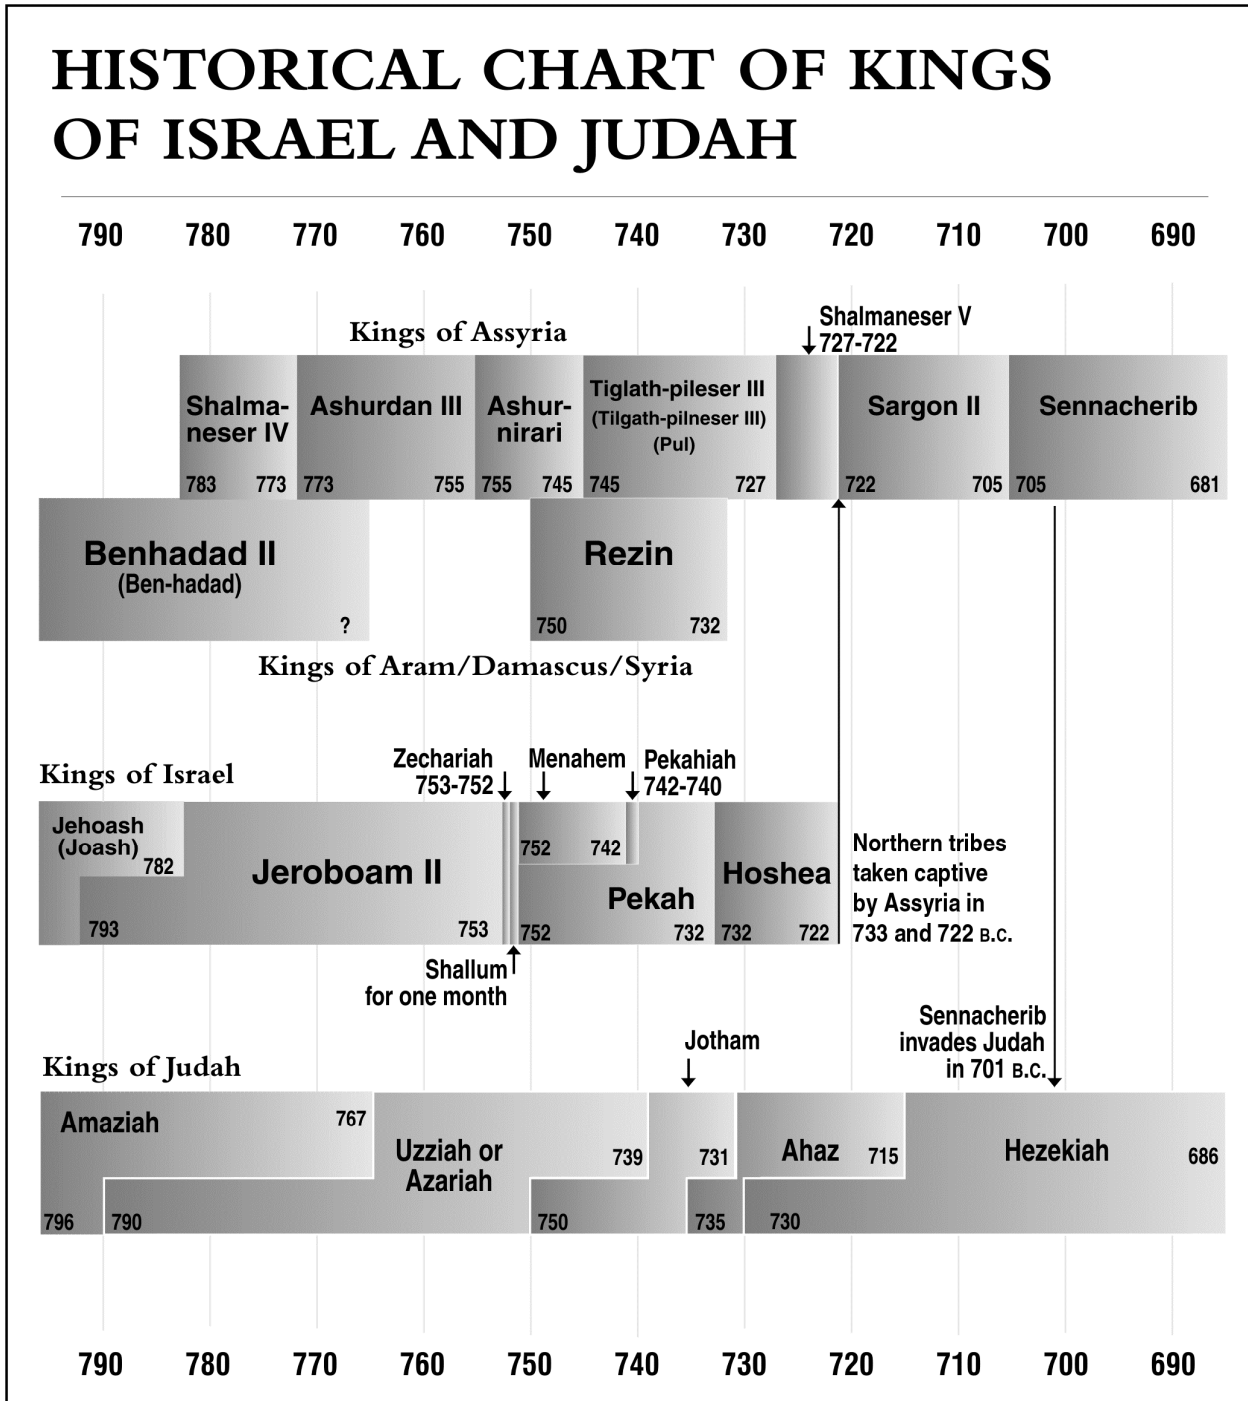 HISTORICAL CHART OF KINGS
OF ISRAEL AND JUDAH
790 780 770 760 750 740 730 720 710 700 690
Kings of Assyria
Shalmaneser V
727-722
Shalma-
neser IV
783 773
Ashurdan III
773 755
Ashur-
nirari
755 745
Tiglath-pileser III
(Tilgath-pilneser III)
(Pul)
745 727
Sargon II
722 705
Sennacherib
705 681
Benhadad II
(Ben-hadad)
?
Rezin
750 732
Kings of Aram/Damascus/Syria
Kings of Israel
Zechariah
753-752
Menahem
Pekahiah
742-740
Jehoash
(Joash)
782
Jeroboam II
793 753
752 742
Pekah
752 732
Hoshea
732 722
Northern tribes
taken captive
by Assyria in
733 and 722 B.C.
Shallum
for one month
Sennacherib
invades Judah
in 701 B.C.
Kings of Judah
Jotham
Amaziah
767
796
Uzziah or
Azariah
739
790
731
750
Ahaz 715
735
Hezekiah 686
730
790 780 770 760 750 740 730 720 710 700 690